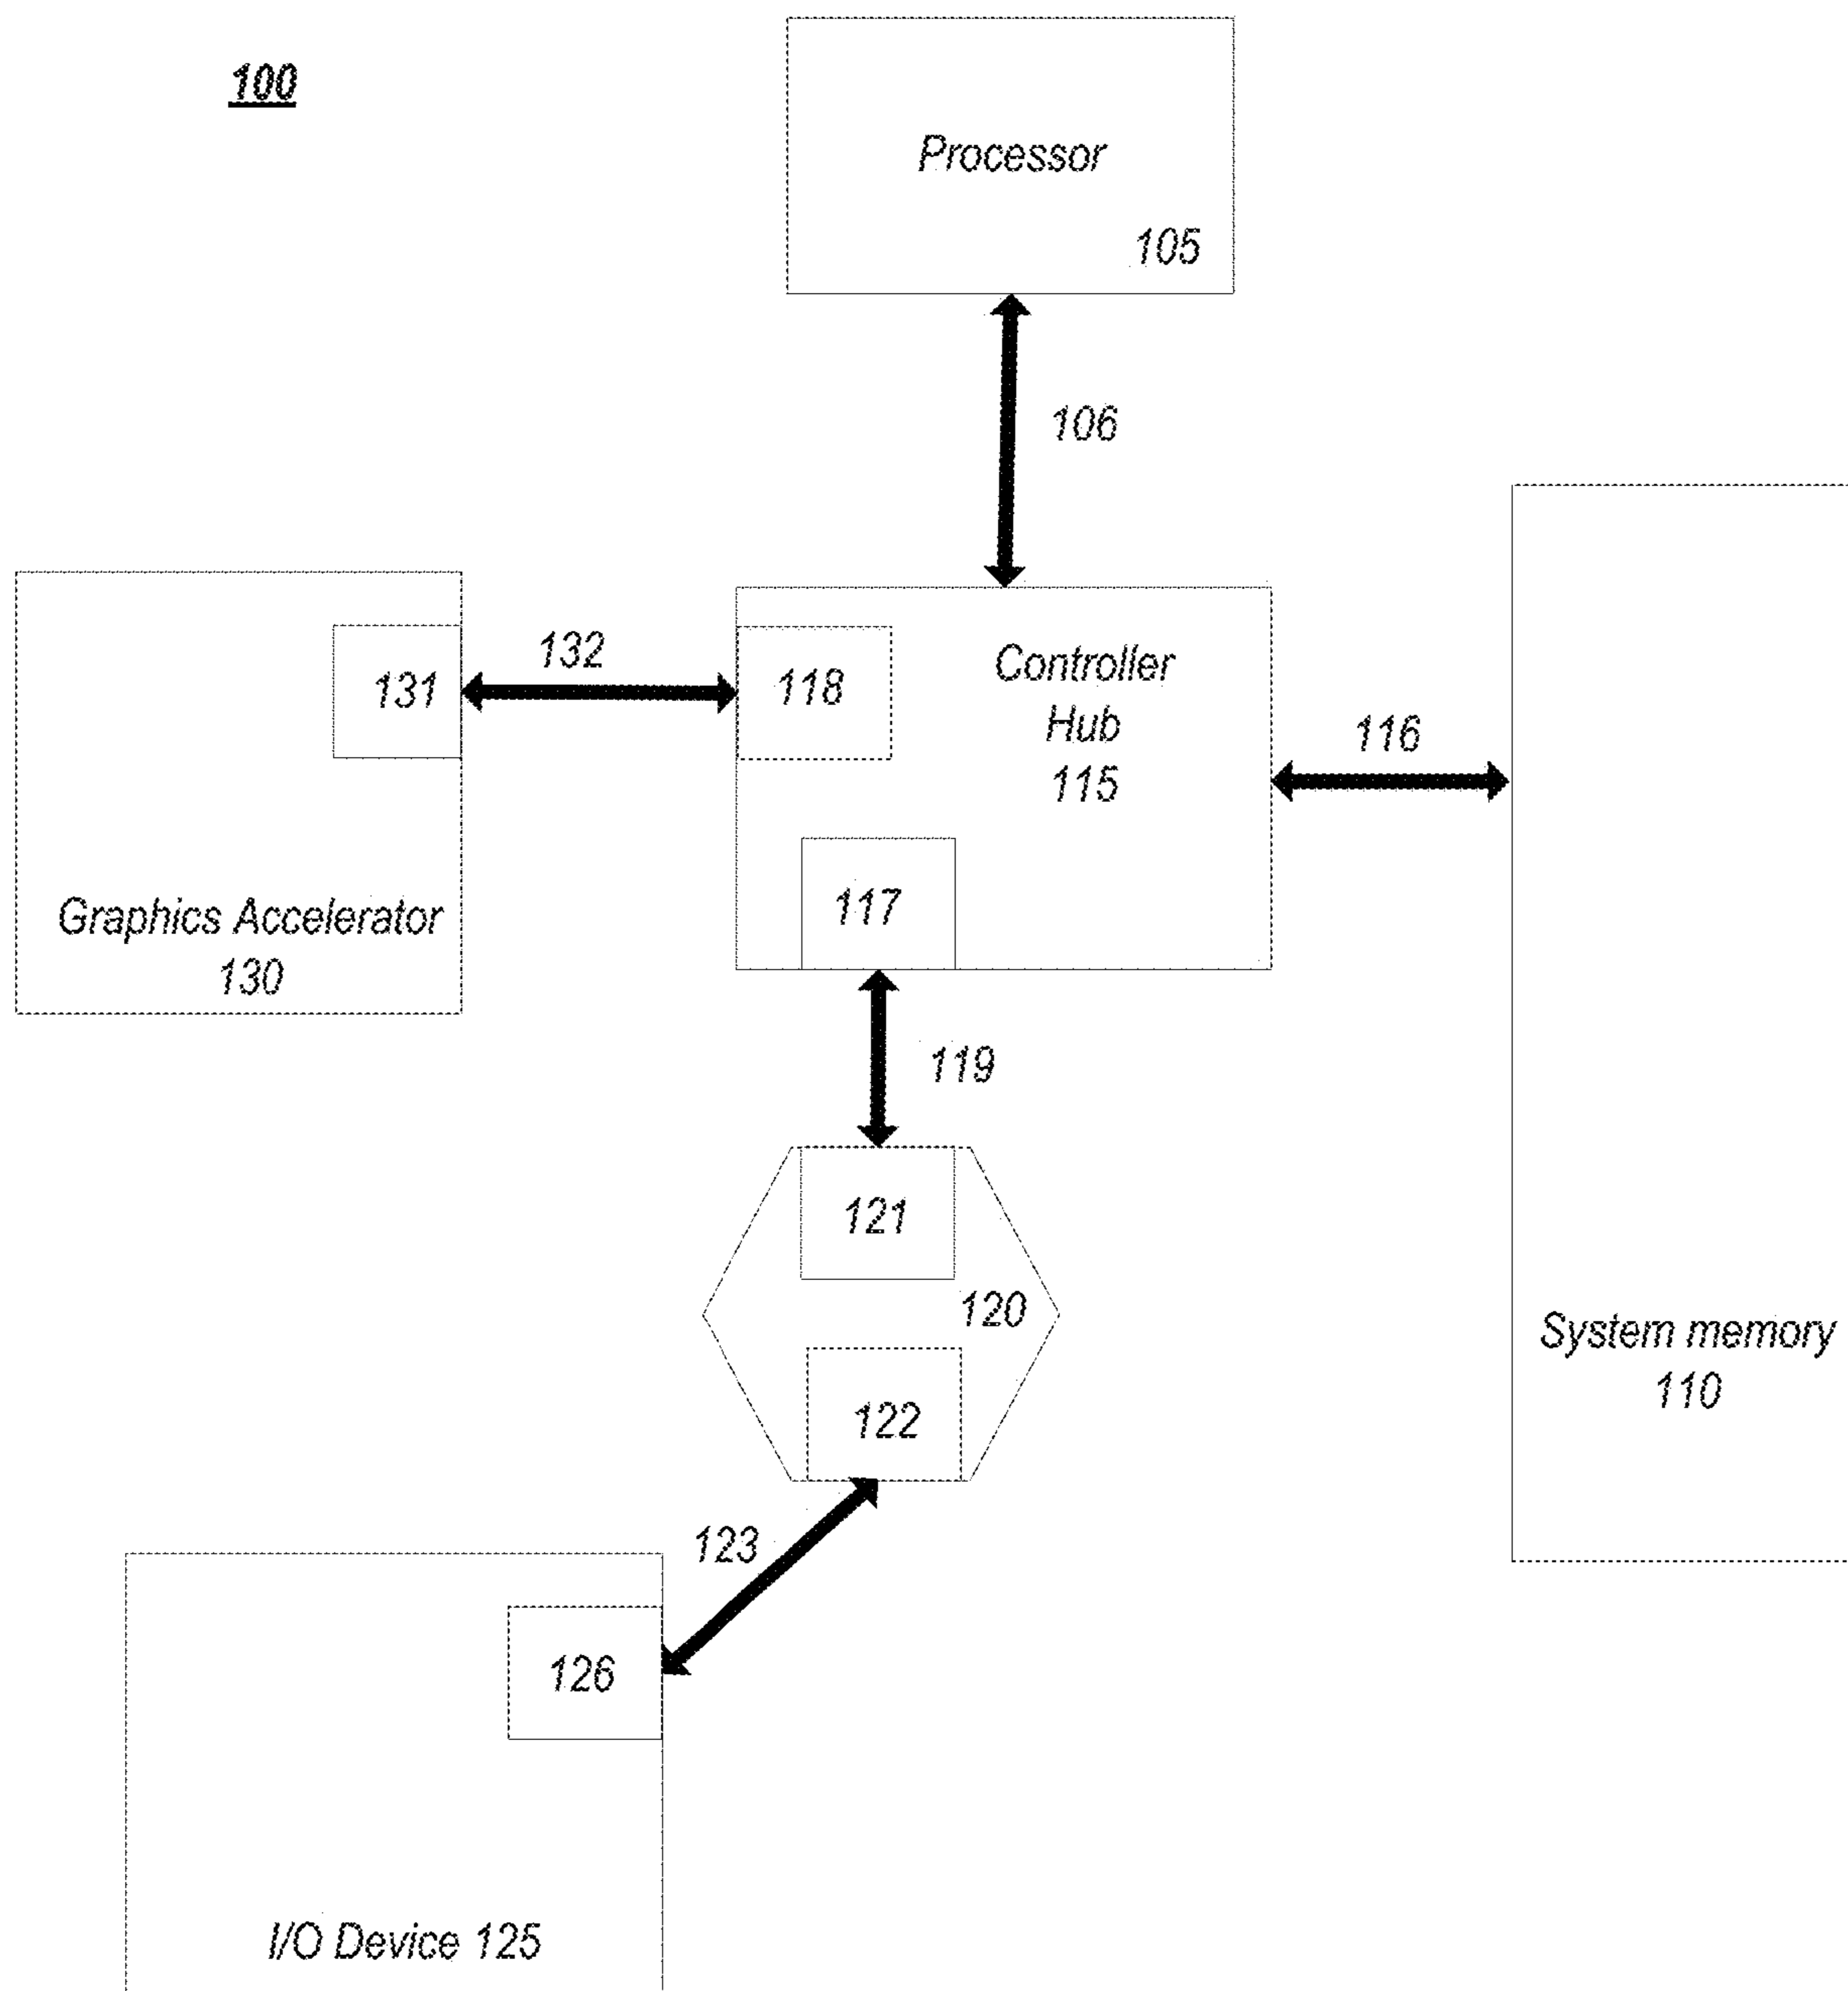 100
Processor
105
106
131
132
118
Controller
Hub
115
116
117
Graphics Accelerator
130
119
121
120
122
System memory
110
123
126
I/O Device 125